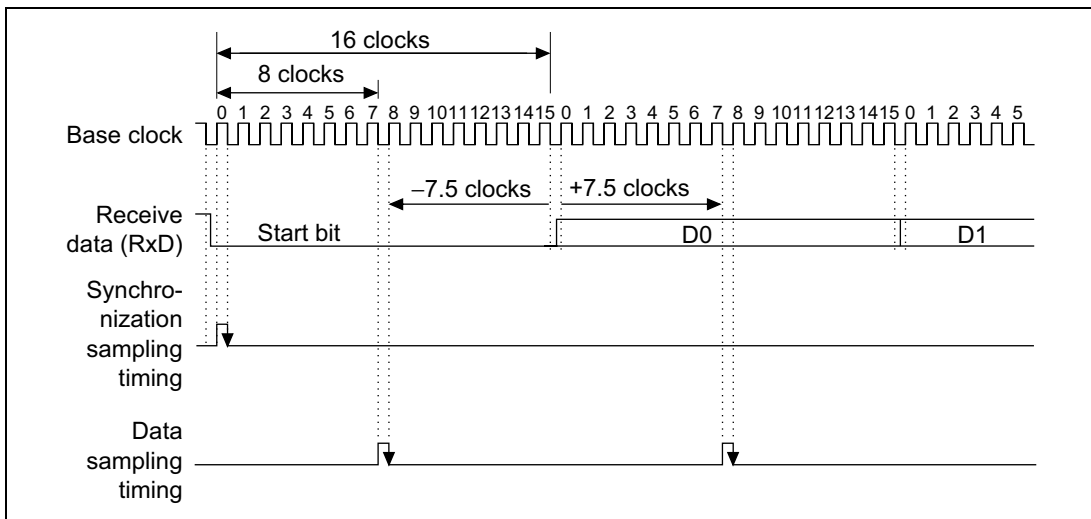 16 clocks
8 clocks
0 1 2 3 4 5 6 7 8 9 10 11 12 13 14 15 0 1 2 3 4 5 6 7 8 9 10 11 12 13 14 15 0 1 2 3 4 5
Base clock
–7.5 clocks +7.5 clocks
Receive
data (RxD)
Start bit D0 D1
Synchro-
nization
sampling
timing
Data
sampling
timing